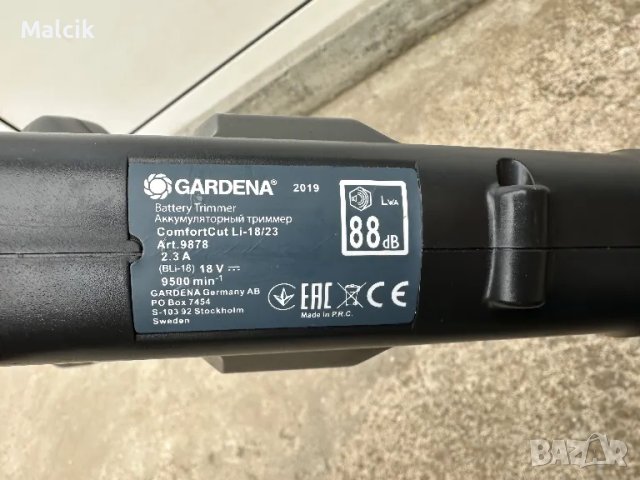 Malcik
GARDENA® 2019
Battery Trimmer
Аккумуляторный триммер
ComfortCut Li-18/23
Art.9878
2.3 A
(BLi-18) 18 V
9500 min⁻¹
GARDENA Germany AB
PO Box 7454
S-103 92 Stockholm
Sweden
LWA
88 dB
EAC CE
Made in P.R.C.
BAZAR